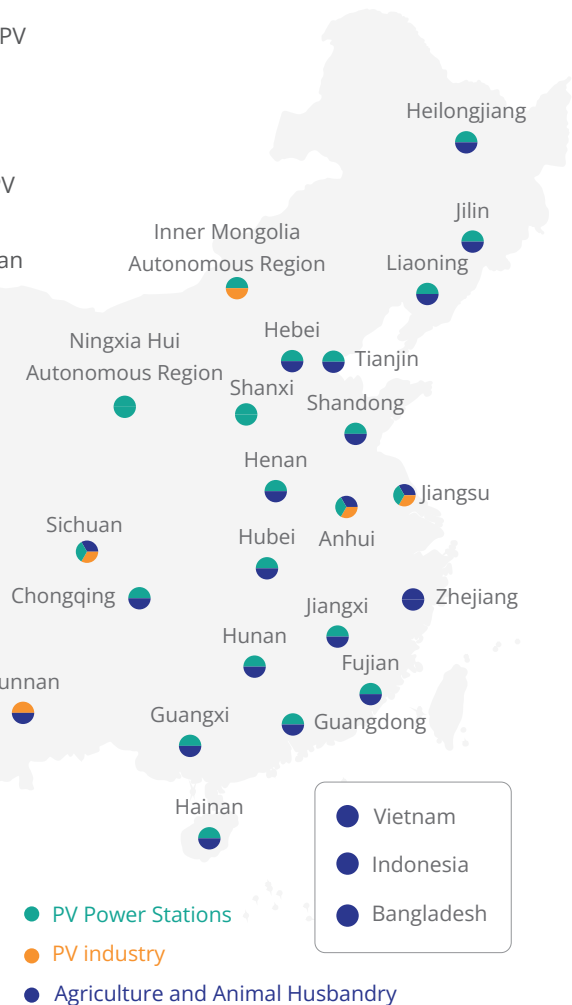 PV
Heilongjiang
PV
Jilin
Inner Mongolia
Autonomous Region
Liaoning
an
Hebei
Ningxia Hui
Autonomous Region
Tianjin
Shanxi
Shandong
Henan
Jiangsu
Sichuan
Hubei
Anhui
Chongqing
Zhejiang
Jiangxi
Hunan
Fujian
unnan
Guangxi
Guangdong
Hainan
Vietnam
Indonesia
Bangladesh
PV Power Stations
PV industry
Agriculture and Animal Husbandry